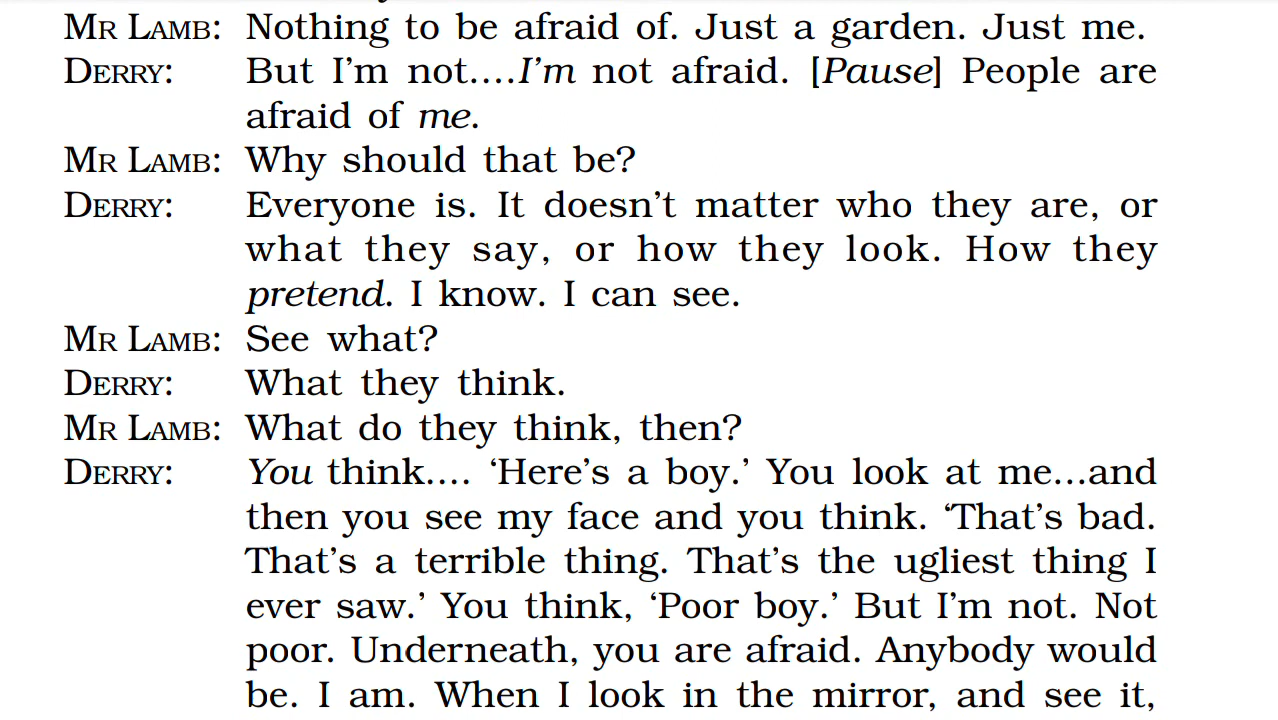 MR LAMB: Nothing to be afraid of. Just a garden. Just me.
DERRY: But I'm not....I'm not afraid. [Pause] People are
afraid of me.
MR LAMB: Why should that be?
DERRY: Everyone is. It doesn't matter who they are, or
what they say, or how they look. How they
pretend. I know. I can see.
MR LAMB: See what?
DERRY: What they think.
MR LAMB: What do they think, then?
DERRY: You think.... ‘Here's a boy.’ You look at me...and
then you see my face and you think. ‘That's bad.
That's a terrible thing. That's the ugliest thing I
ever saw.’ You think, ‘Poor boy.’ But I'm not. Not
poor. Underneath, you are afraid. Anybody would
be. I am. When I look in the mirror, and see it,